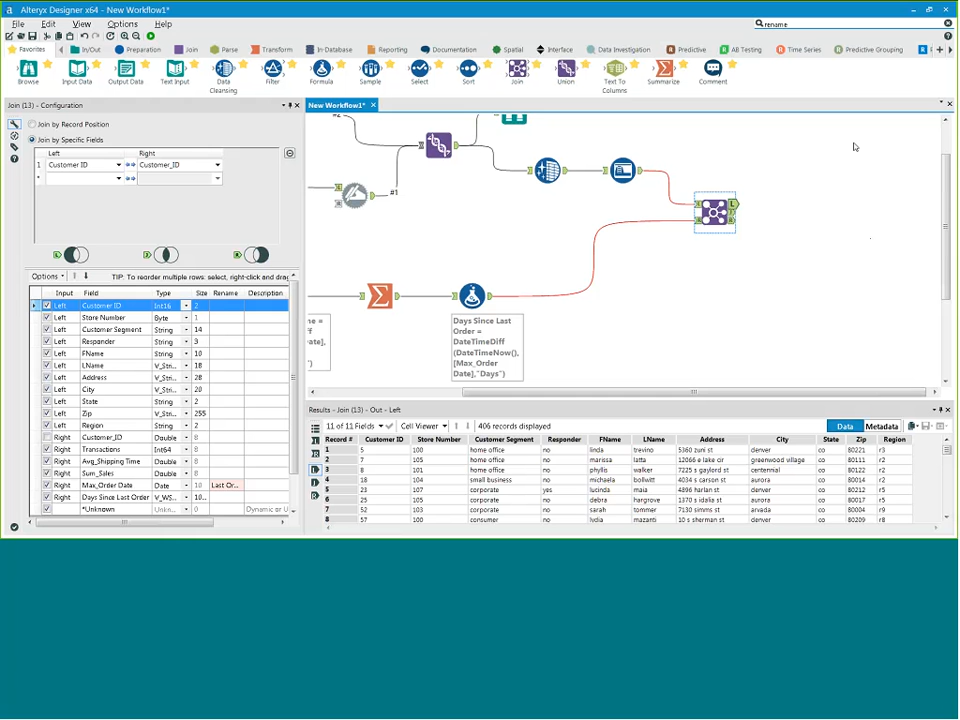 a Alteryx Designer x64 - New Workflow1*
File Edit View Options Help
rename
Favorites In/Out Preparation Join Parse Transform In-Database Reporting Documentation Spatial Interface Data Investigation Predictive AB Testing Time Series Predictive Grouping
Browse Input Data Output Data Text Input Data Cleansing Filter Formula Sample Select Sort Join Union Text To Columns Summarize Comment
Join (13) - Configuration
New Workflow1*
Join by Record Position
Join by Specific Fields
Left Right
1 Customer ID Customer_ID
*
L J R
Options TIP: To reorder multiple rows: select, right-click and drag
Input Field Type Size Rename Description
Left Customer ID Int16 2
Left Store Number Byte 1
Left Customer Segment String 14
Left Responder String 3
Left FName String 10
Left LName String 18
Left Address V_Stri... 28
Left City V_Stri... 20
Left State V_Stri... 2
Left Zip V_Stri... 255
Left Region String 2
Right Customer_ID Double 8
Right Transactions Int64 8
Right Avg_Shipping Time Double 8
Right Sum_Sales Double 8
Right Max_Order Date Date 10 Last Or...
Right Days Since Last Order V_WS... 10...
*Unknown Unkn... 0 Dynamic or U
#2
#1
L
R
L
J
R
Days Since Last
Order =
DateTimeDiff
(DateTimeNow(),
[Max_Order
Date],"Days")
Results - Join (13) - Out - Left
11 of 11 Fields Cell Viewer 406 records displayed Data Metadata
Record # Customer ID Store Number Customer Segment Responder FName LName Address City State Zip Region
1 5 100 home office no linda trevino 5360 zuni st denver co 80221 r3
2 7 105 home office no marissa latta 12066 e lake cir greenwood village co 80111 r2
3 8 101 home office no phyllis walker 7225 s gaylord st centennial co 80122 r2
4 18 104 small business no michaela bollwitt 4034 s carson st aurora co 80014 r2
5 23 107 corporate yes lucinda maia 4896 harlan st denver co 80212 r5
6 25 106 corporate no debra 1370 s idalia st aurora co 80017 r2
7 52 103 corporate no sarah tommer 7130 simms st arvada co 80004 r9
8 57 100 consumer no lydia mazanti 10 s sherman st denver co 80209 r8